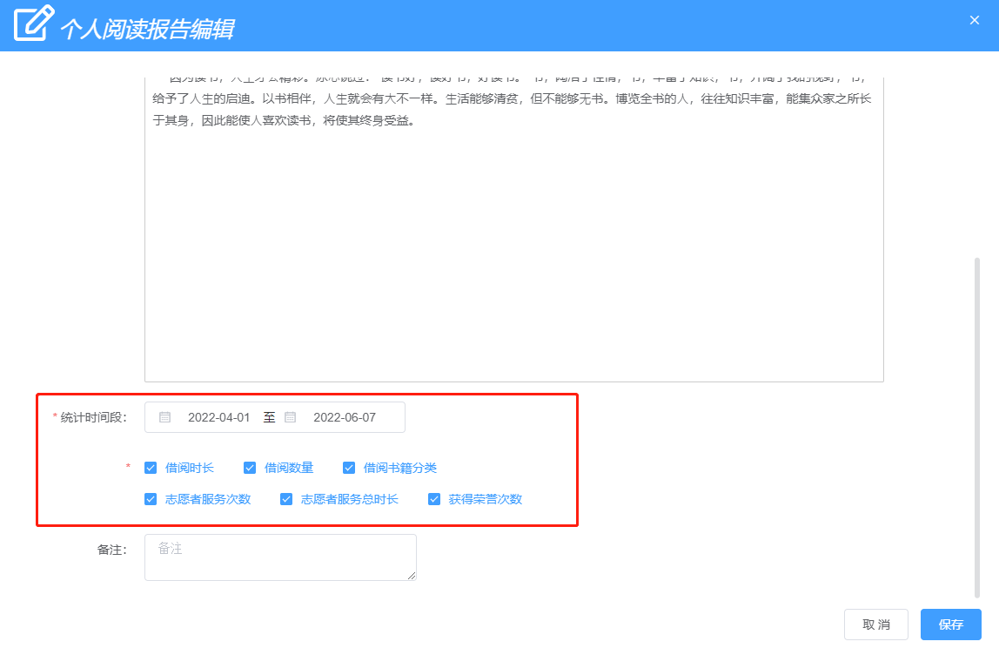 个人阅读报告编辑
因为读书，人生才会精彩。冰心说过：“读书好，读好书，好读书。”书，陶冶了性情，书，丰富了知识，书，开阔了我的视野，书，
给予了人生的启迪。以书相伴，人生就会有大不一样。生活能够清贫，但不能够无书。博览全书的人，往往知识丰富，能集众家之所长
于其身，因此能使人喜欢读书，将使其终身受益。
* 统计时间段： 2022-04-01 至 2022-06-07
* 借阅时长 借阅数量 借阅书籍分类
志愿者服务次数 志愿者服务总时长 获得荣誉次数
备注： 备注
取消 保存